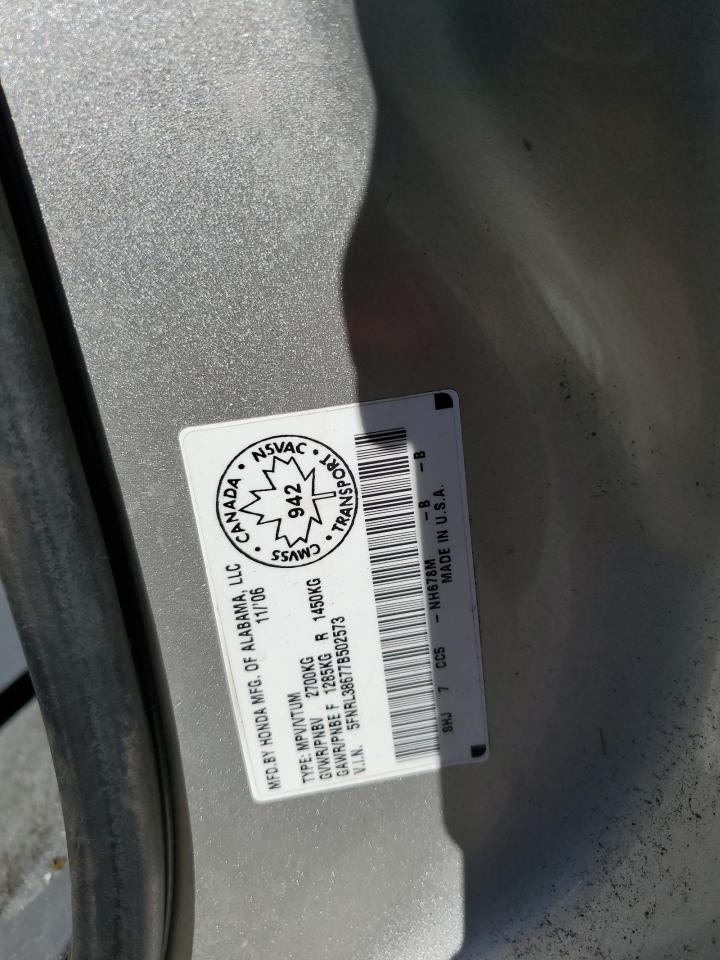 MFD.BY HONDA MFG. OF ALABAMA, LLC
11/'06
TYPE: MPV/VTUM
GVWR/PNBV 2700KG
GAWR/PNBE F 1285KG R 1450KG
V.I.N. 5FNRL38677B502573
SHJ 7 CC5 - NH678M - B - B
MADE IN U.S.A.
CANADA • NSVAC • TRANSPORT • CMVSS •
942